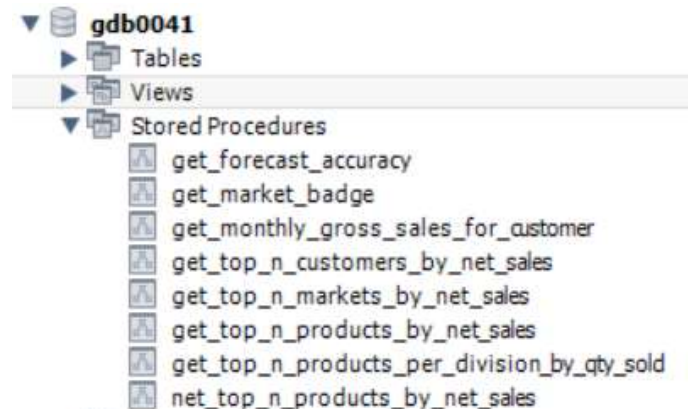 gdb0041
Tables
Views
Stored Procedures
get_forecast_accuracy
get_market_badge
get_monthly_gross_sales_for_customer
get_top_n_customers_by_net_sales
get_top_n_markets_by_net_sales
get_top_n_products_by_net_sales
get_top_n_products_per_division_by_qty_sold
net_top_n_products_by_net_sales